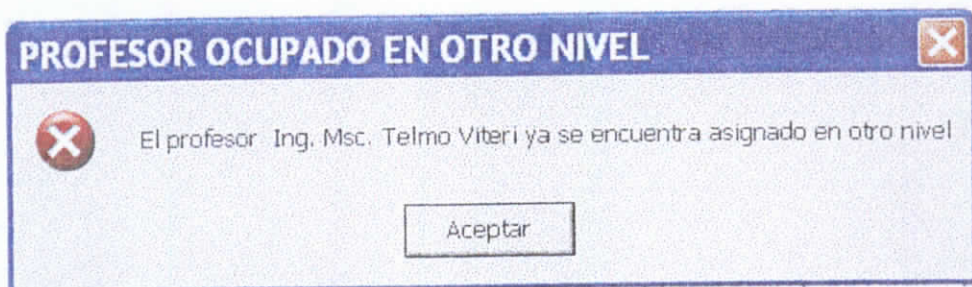 PROFESOR OCUPADO EN OTRO NIVEL
El profesor Ing. Msc. Telmo Viteri ya se encuentra asignado en otro nivel
Aceptar